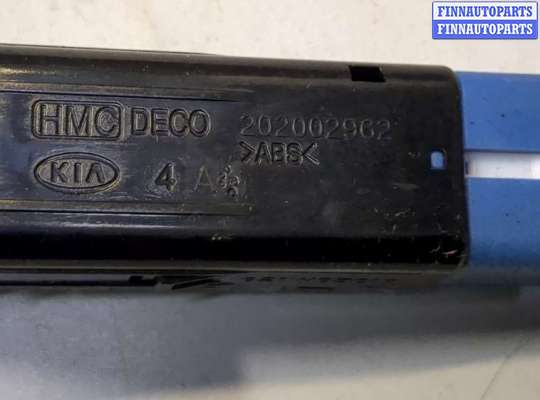 FINNAUTOPARTS
FINNAUTOPARTS
HMC DECO 202002962
>ABS<
KIA 4 A